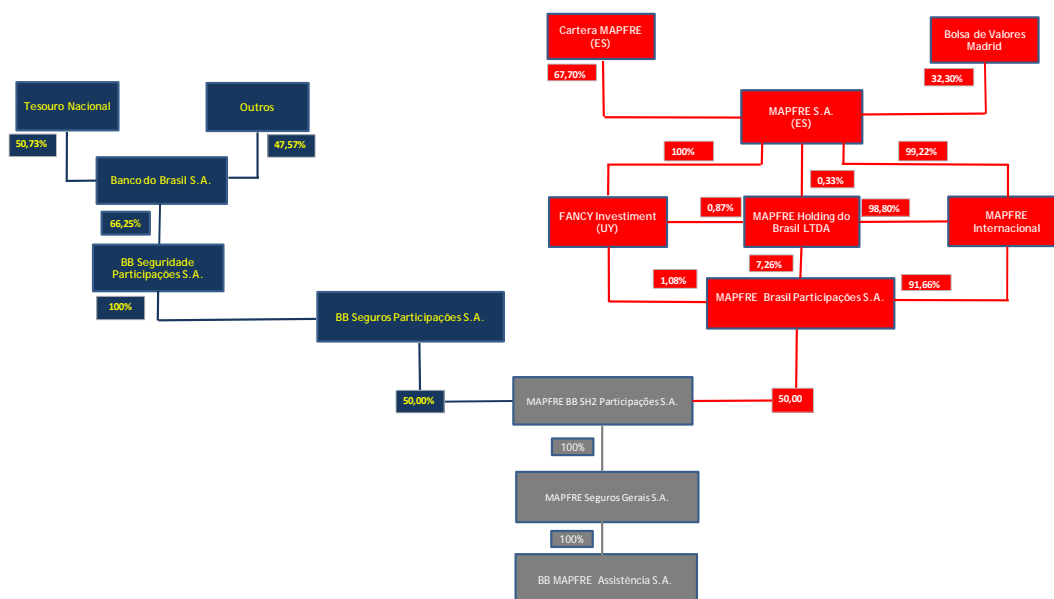 Cartera MAPFRE
(ES)
Bolsa de Valores
Madrid
67,70%
32,30%
Tesouro Nacional
Outros
MAPFRE S.A.
(ES)
50,73%
47,57%
100%
99,22%
Banco do Brasil S.A.
0,33%
66,25%
0,87%
98,80%
FANCY Investiment
(UY)
MAPFRE Holding do
Brasil LTDA
MAPFRE
Internacional
BB Seguridade
Participações S.A.
7,26%
1,08%
91,66%
100%
MAPFRE Brasil Participações S.A.
BB Seguros Participações S.A.
50,00%
MAPFRE BB SH2 Participações S.A.
50,00
100%
MAPFRE Seguros Gerais S.A.
100%
BB MAPFRE Assistência S.A.